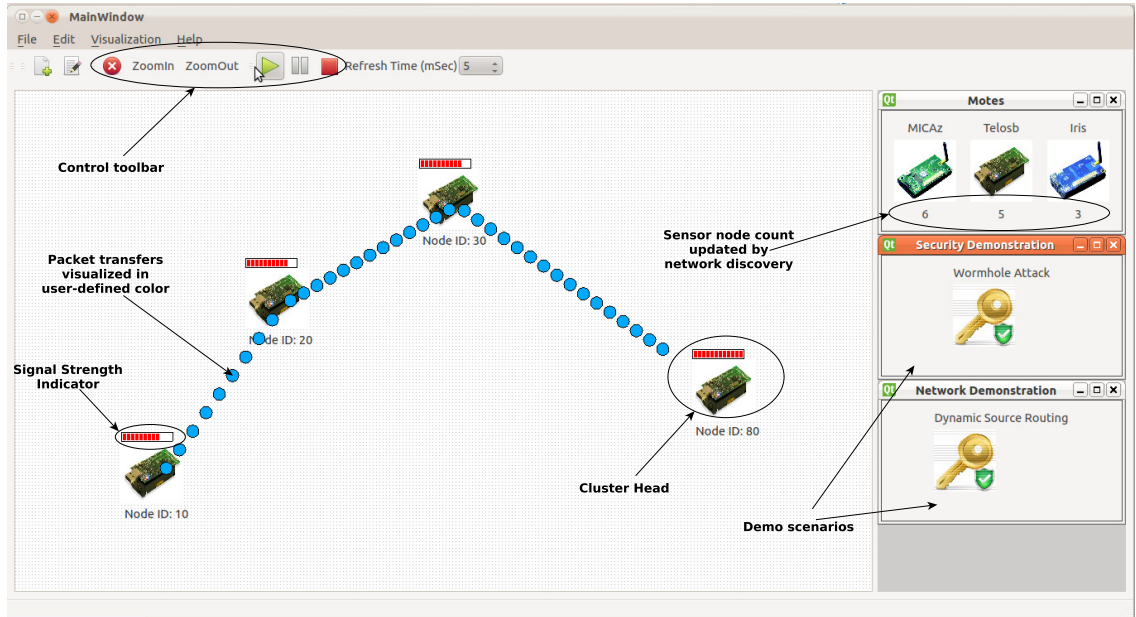 MainWindow
File Edit Visualization Help
ZoomIn ZoomOut Refresh Time (mSec) 5
Control toolbar
Packet transfers
visualized in
user-defined color
Signal Strength
Indicator
Node ID: 10
Node ID: 20
Node ID: 30
Node ID: 80
Cluster Head
Sensor node count
updated by
network discovery
Demo scenarios
Qt Motes
MICAz Telosb Iris
6 5 3
Qt Security Demonstration
Wormhole Attack
Qt Network Demonstration
Dynamic Source Routing